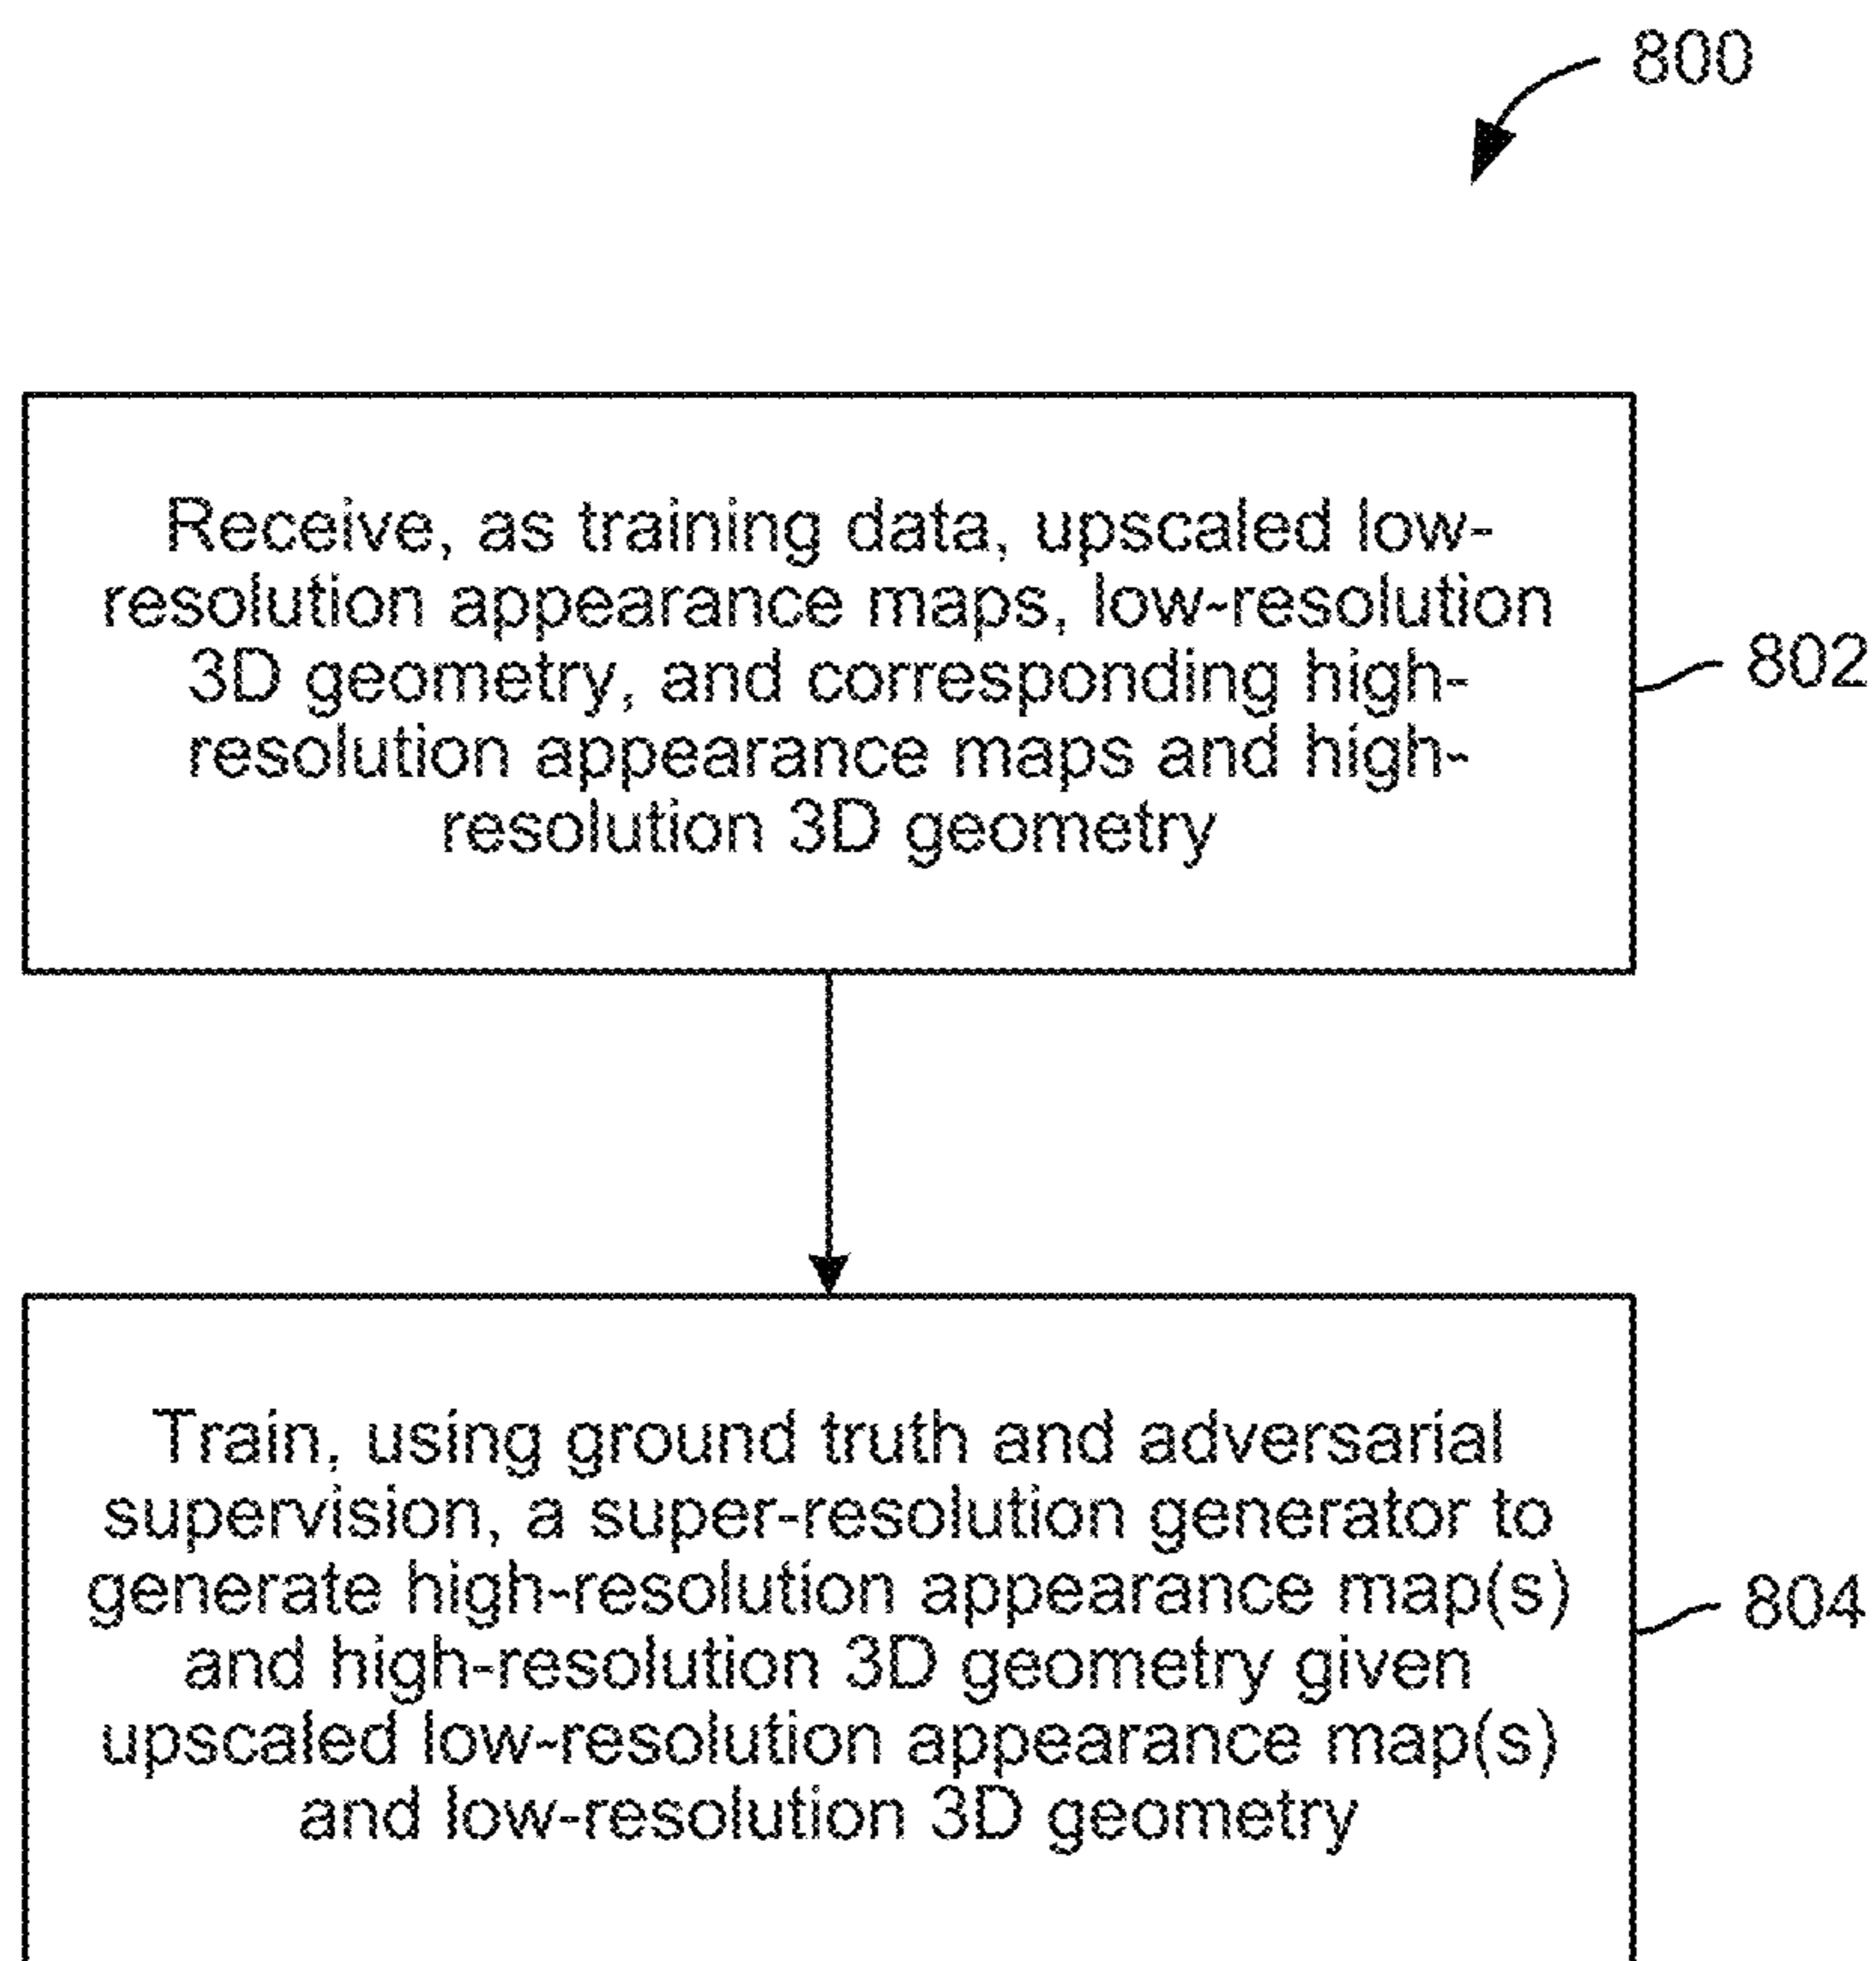 800
Receive, as training data, upscaled low-
resolution appearance maps, low-resolution
3D geometry, and corresponding high-
resolution appearance maps and high-
resolution 3D geometry
802
Train, using ground truth and adversarial
supervision, a super-resolution generator to
generate high-resolution appearance map(s)
and high-resolution 3D geometry given
upscaled low-resolution appearance map(s)
and low-resolution 3D geometry
804